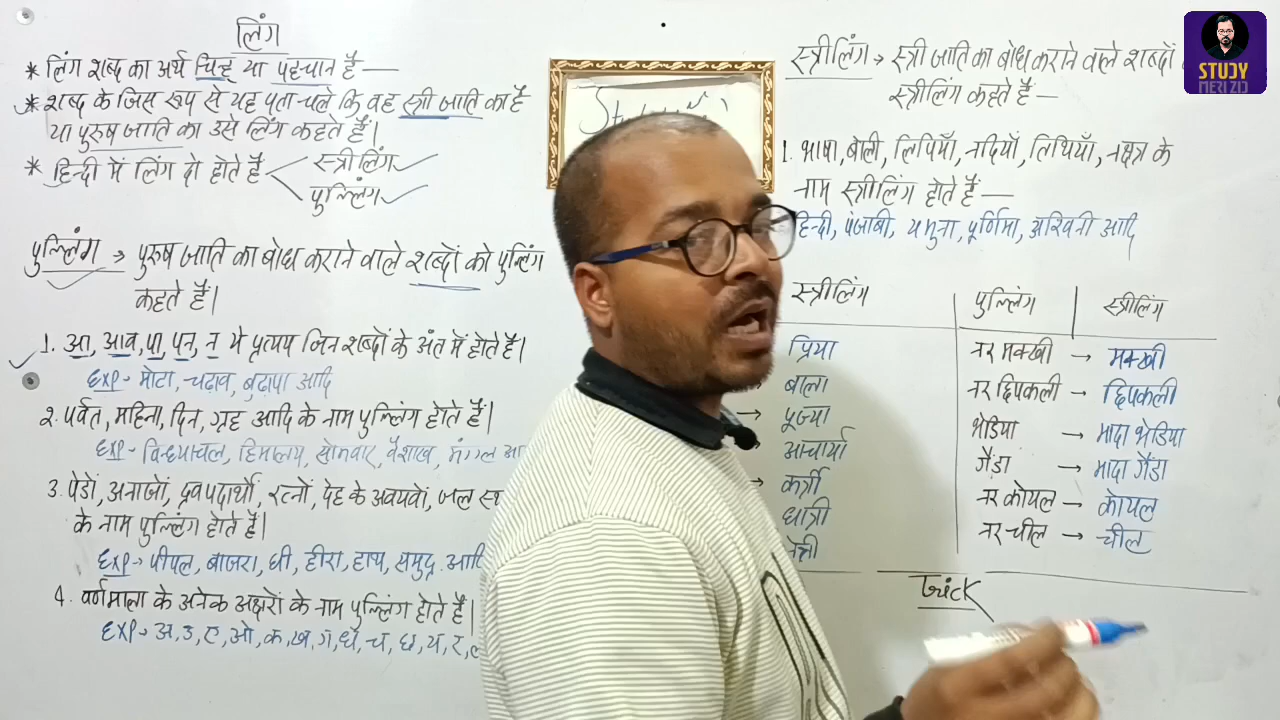 लिंग
* लिंग शब्द का अर्थ चिह्न या पहचान है —
* शब्द के जिस रूप से यह पता चले कि वह स्त्री जाति का है
या पुरुष जाति का उसे लिंग कहते हैं।
* हिन्दी में लिंग दो होते है
स्त्रीलिंग
पुल्लिंग
पुल्लिंग → पुरुष जाति का बोध कराने वाले शब्दों को पुल्लिंग
कहते हैं।
1. आ, आव, पा, पन, न ये प्रत्यय जिन शब्दों के अंत में होते है।
EXP - मोटा, चढ़ाव, बुढ़ापा आदि
2. पर्वत, महिना, दिन, ग्रह आदि के नाम पुल्लिंग होते हैं।
EXP - विन्ध्याचल, हिमालय, सोमवार, वैशाख, मंगल आ
3. पेडों, अनाजों, द्रवपदार्थों, रत्नों, देह के अवयवों, जल स्थ
के नाम पुल्लिंग होते है।
EXP → पीपल, बाजरा, घी, हीरा, हाथ, समुद्र आदि
4. वर्णमाला के अनेक अक्षरों के नाम पुल्लिंग होते है।
EXP → अ, उ, ए, ओ, क, ख, ग, घ, च, छ, य, र,
स्त्रीलिंग → स्त्री जाति का बोध कराने वाले शब्दों
स्त्रीलिंग कहते है —
1. भाषा, बोली, लिपियाँ, नदियाँ, तिथियाँ, नक्षत्र के
नाम स्त्रीलिंग होते हैं —
हिन्दी, पंजाबी, यमुना, पूर्णिमा, अश्विनी आदि
स्त्रीलिंग
प्रिया
बाला
→ पूज्या
आचार्या
→ कर्त्री
धात्री
पुल्लिंग स्त्रीलिंग
नर मक्खी → मक्खी
नर छिपकली → छिपकली
भेडिया → मादा भेडिया
गैंडा → मादा गैंडा
नर कोयल → कोयल
नर चील → चील
Trick
STUDY
MERI ZID